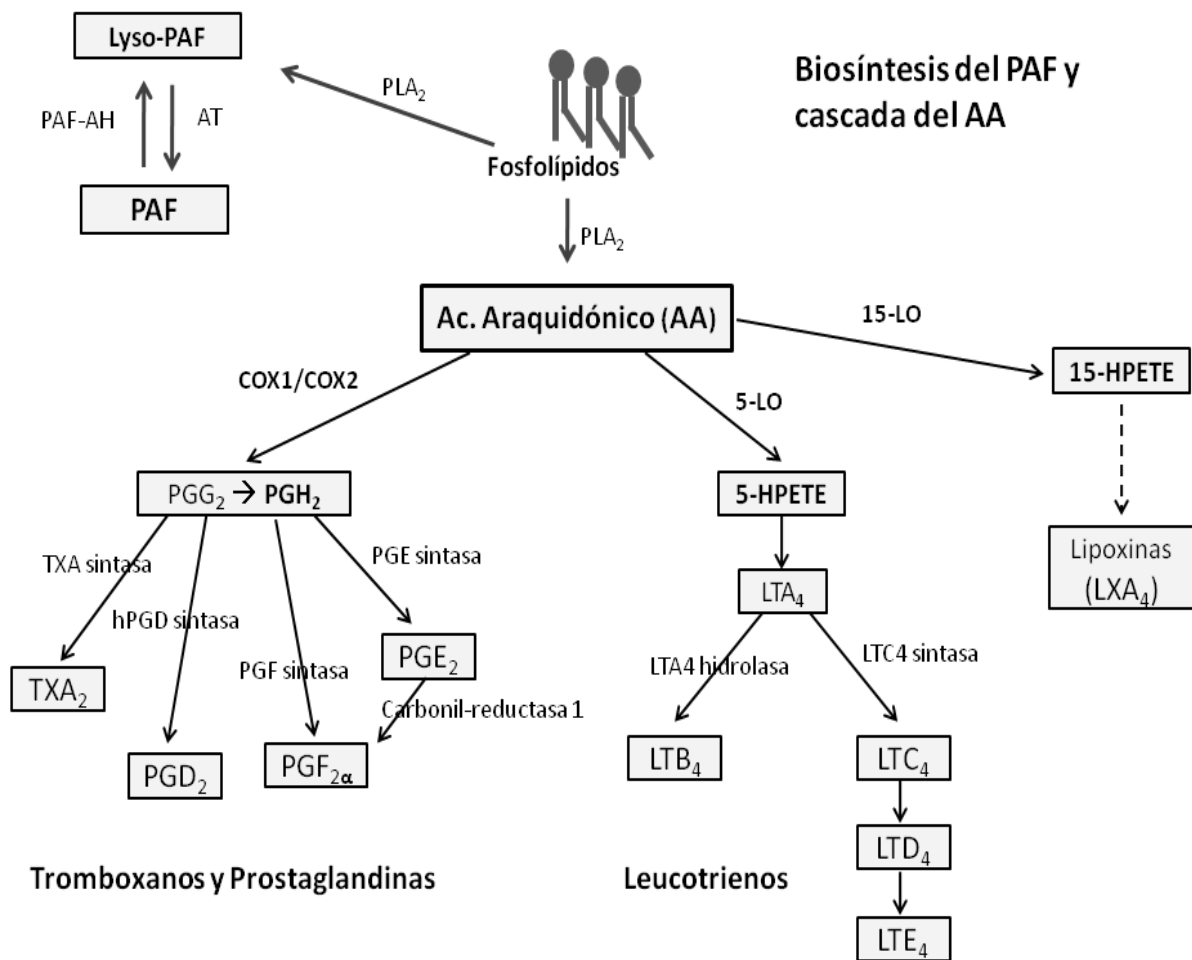 Lyso-PAF
PLA₂
Biosíntesis del PAF y
cascada del AA
PAF-AH
AT
Fosfolípidos
PAF
PLA₂
Ac. Araquidónico (AA)
15-LO
COX1/COX2
15-HPETE
5-LO
PGG₂ → PGH₂
5-HPETE
TXA sintasa
PGE sintasa
Lipoxinas
(LXA₄)
LTA₄
hPGD sintasa
PGF sintasa
PGE₂
LTA4 hidrolasa
LTC4 sintasa
TXA₂
Carbonil-reductasa 1
PGD₂
PGF₂α
LTB₄
LTC₄
LTD₄
Tromboxanos y Prostaglandinas
Leucotrienos
LTE₄